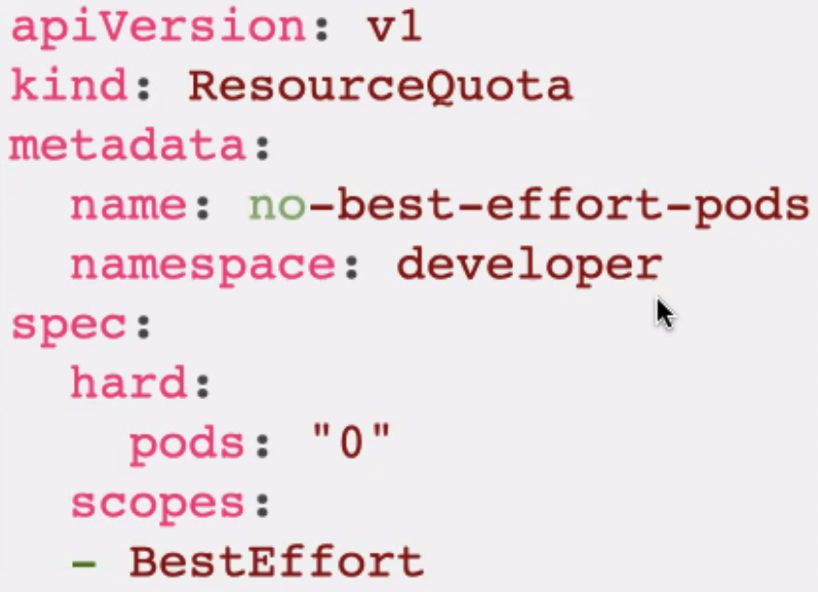 apiVersion: v1
kind: ResourceQuota
metadata:
  name: no-best-effort-pods
  namespace: developer
spec:
  hard:
    pods: "0"
  scopes:
  - BestEffort